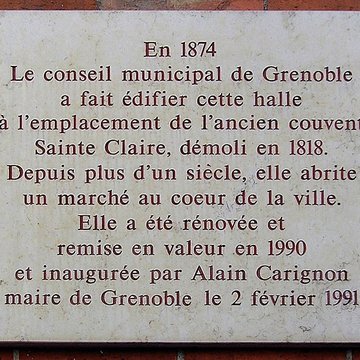 En 1874
Le conseil municipal de Grenoble
a fait édifier cette halle
à l'emplacement de l'ancien couvent
Sainte Claire, démoli en 1818.
Depuis plus d'un siècle, elle abrite
un marché au coeur de la ville.
Elle a été rénovée et
remise en valeur en 1990
et inaugurée par Alain Carignon
maire de Grenoble le 2 février 1991